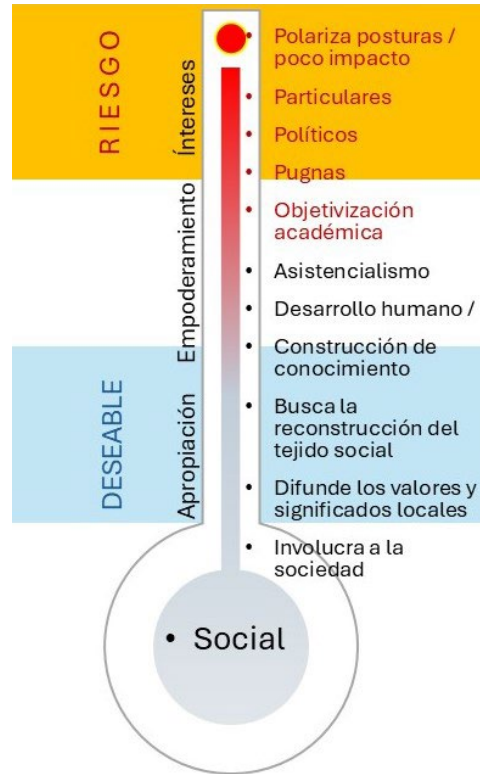 RIESGO
DESEABLE
Íntereses
Empoderamiento
Apropiación
• Polariza posturas /
poco impacto
• Particulares
• Políticos
• Pugnas
• Objetivización
académica
• Asistencialismo
• Desarrollo humano /
• Construcción de
conocimiento
• Busca la
reconstrucción del
tejido social
• Difunde los valores y
significados locales
• Involucra a la
sociedad
• Social